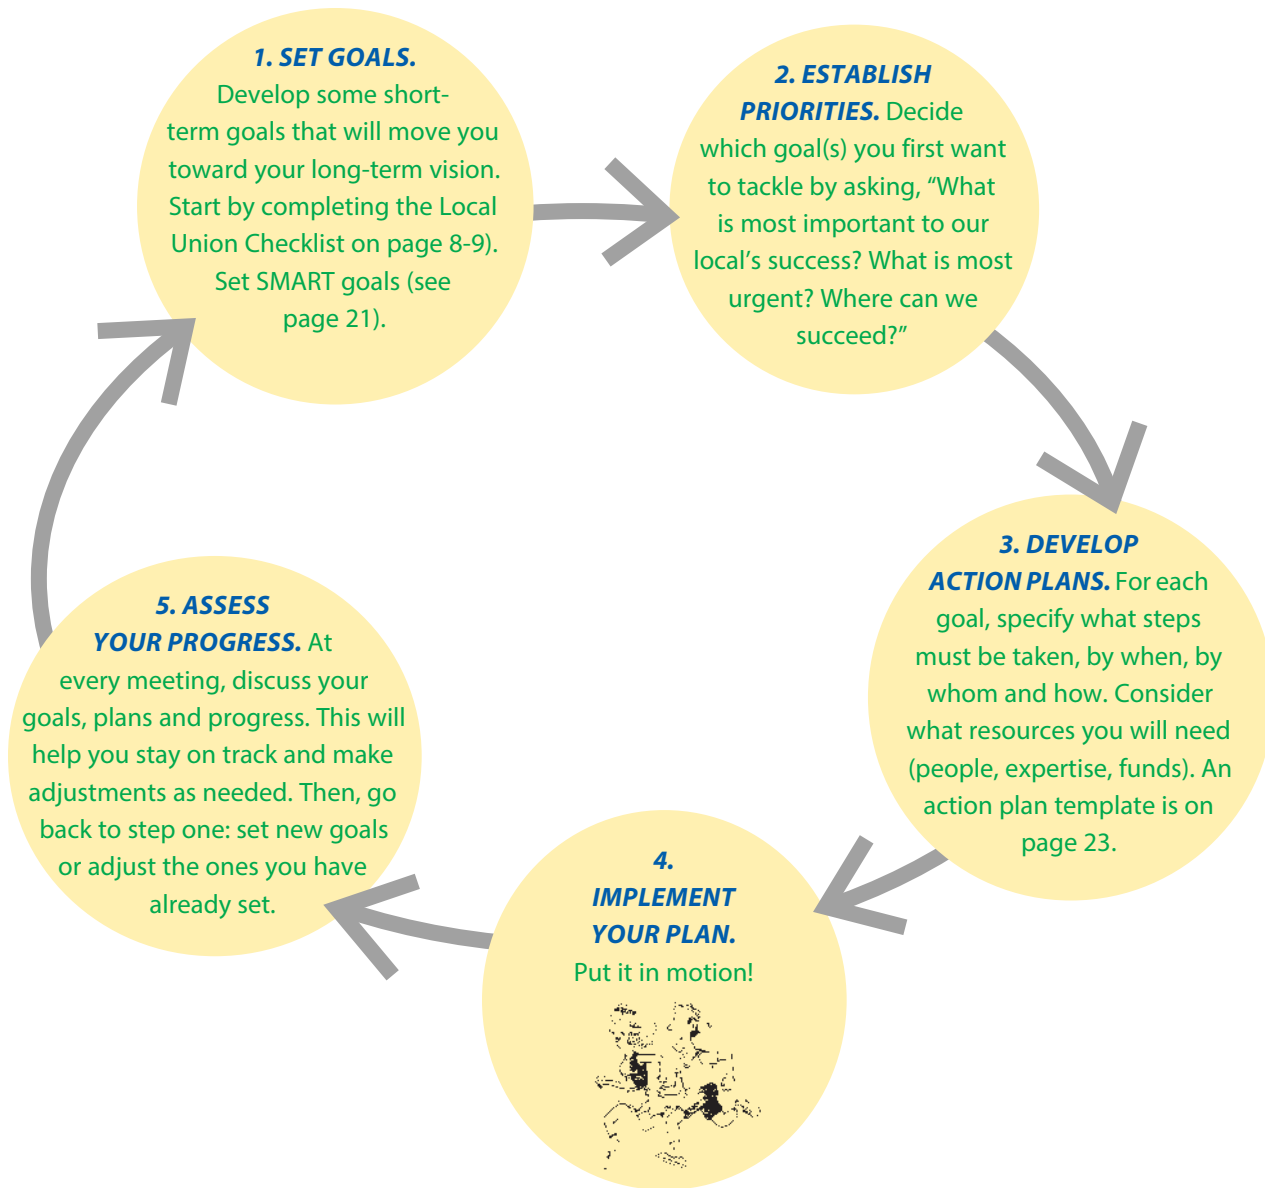 1. SET GOALS.
Develop some short-
term goals that will move you
toward your long-term vision.
Start by completing the Local
Union Checklist on page 8-9).
Set SMART goals (see
page 21).
2. ESTABLISH
PRIORITIES. Decide
which goal(s) you first want
to tackle by asking, “What
is most important to our
local’s success? What is most
urgent? Where can we
succeed?”
3. DEVELOP
ACTION PLANS. For each
goal, specify what steps
must be taken, by when, by
whom and how. Consider
what resources you will need
(people, expertise, funds). An
action plan template is on
page 23.
4.
IMPLEMENT
YOUR PLAN.
Put it in motion!
5. ASSESS
YOUR PROGRESS. At
every meeting, discuss your
goals, plans and progress. This will
help you stay on track and make
adjustments as needed. Then, go
back to step one: set new goals
or adjust the ones you have
already set.